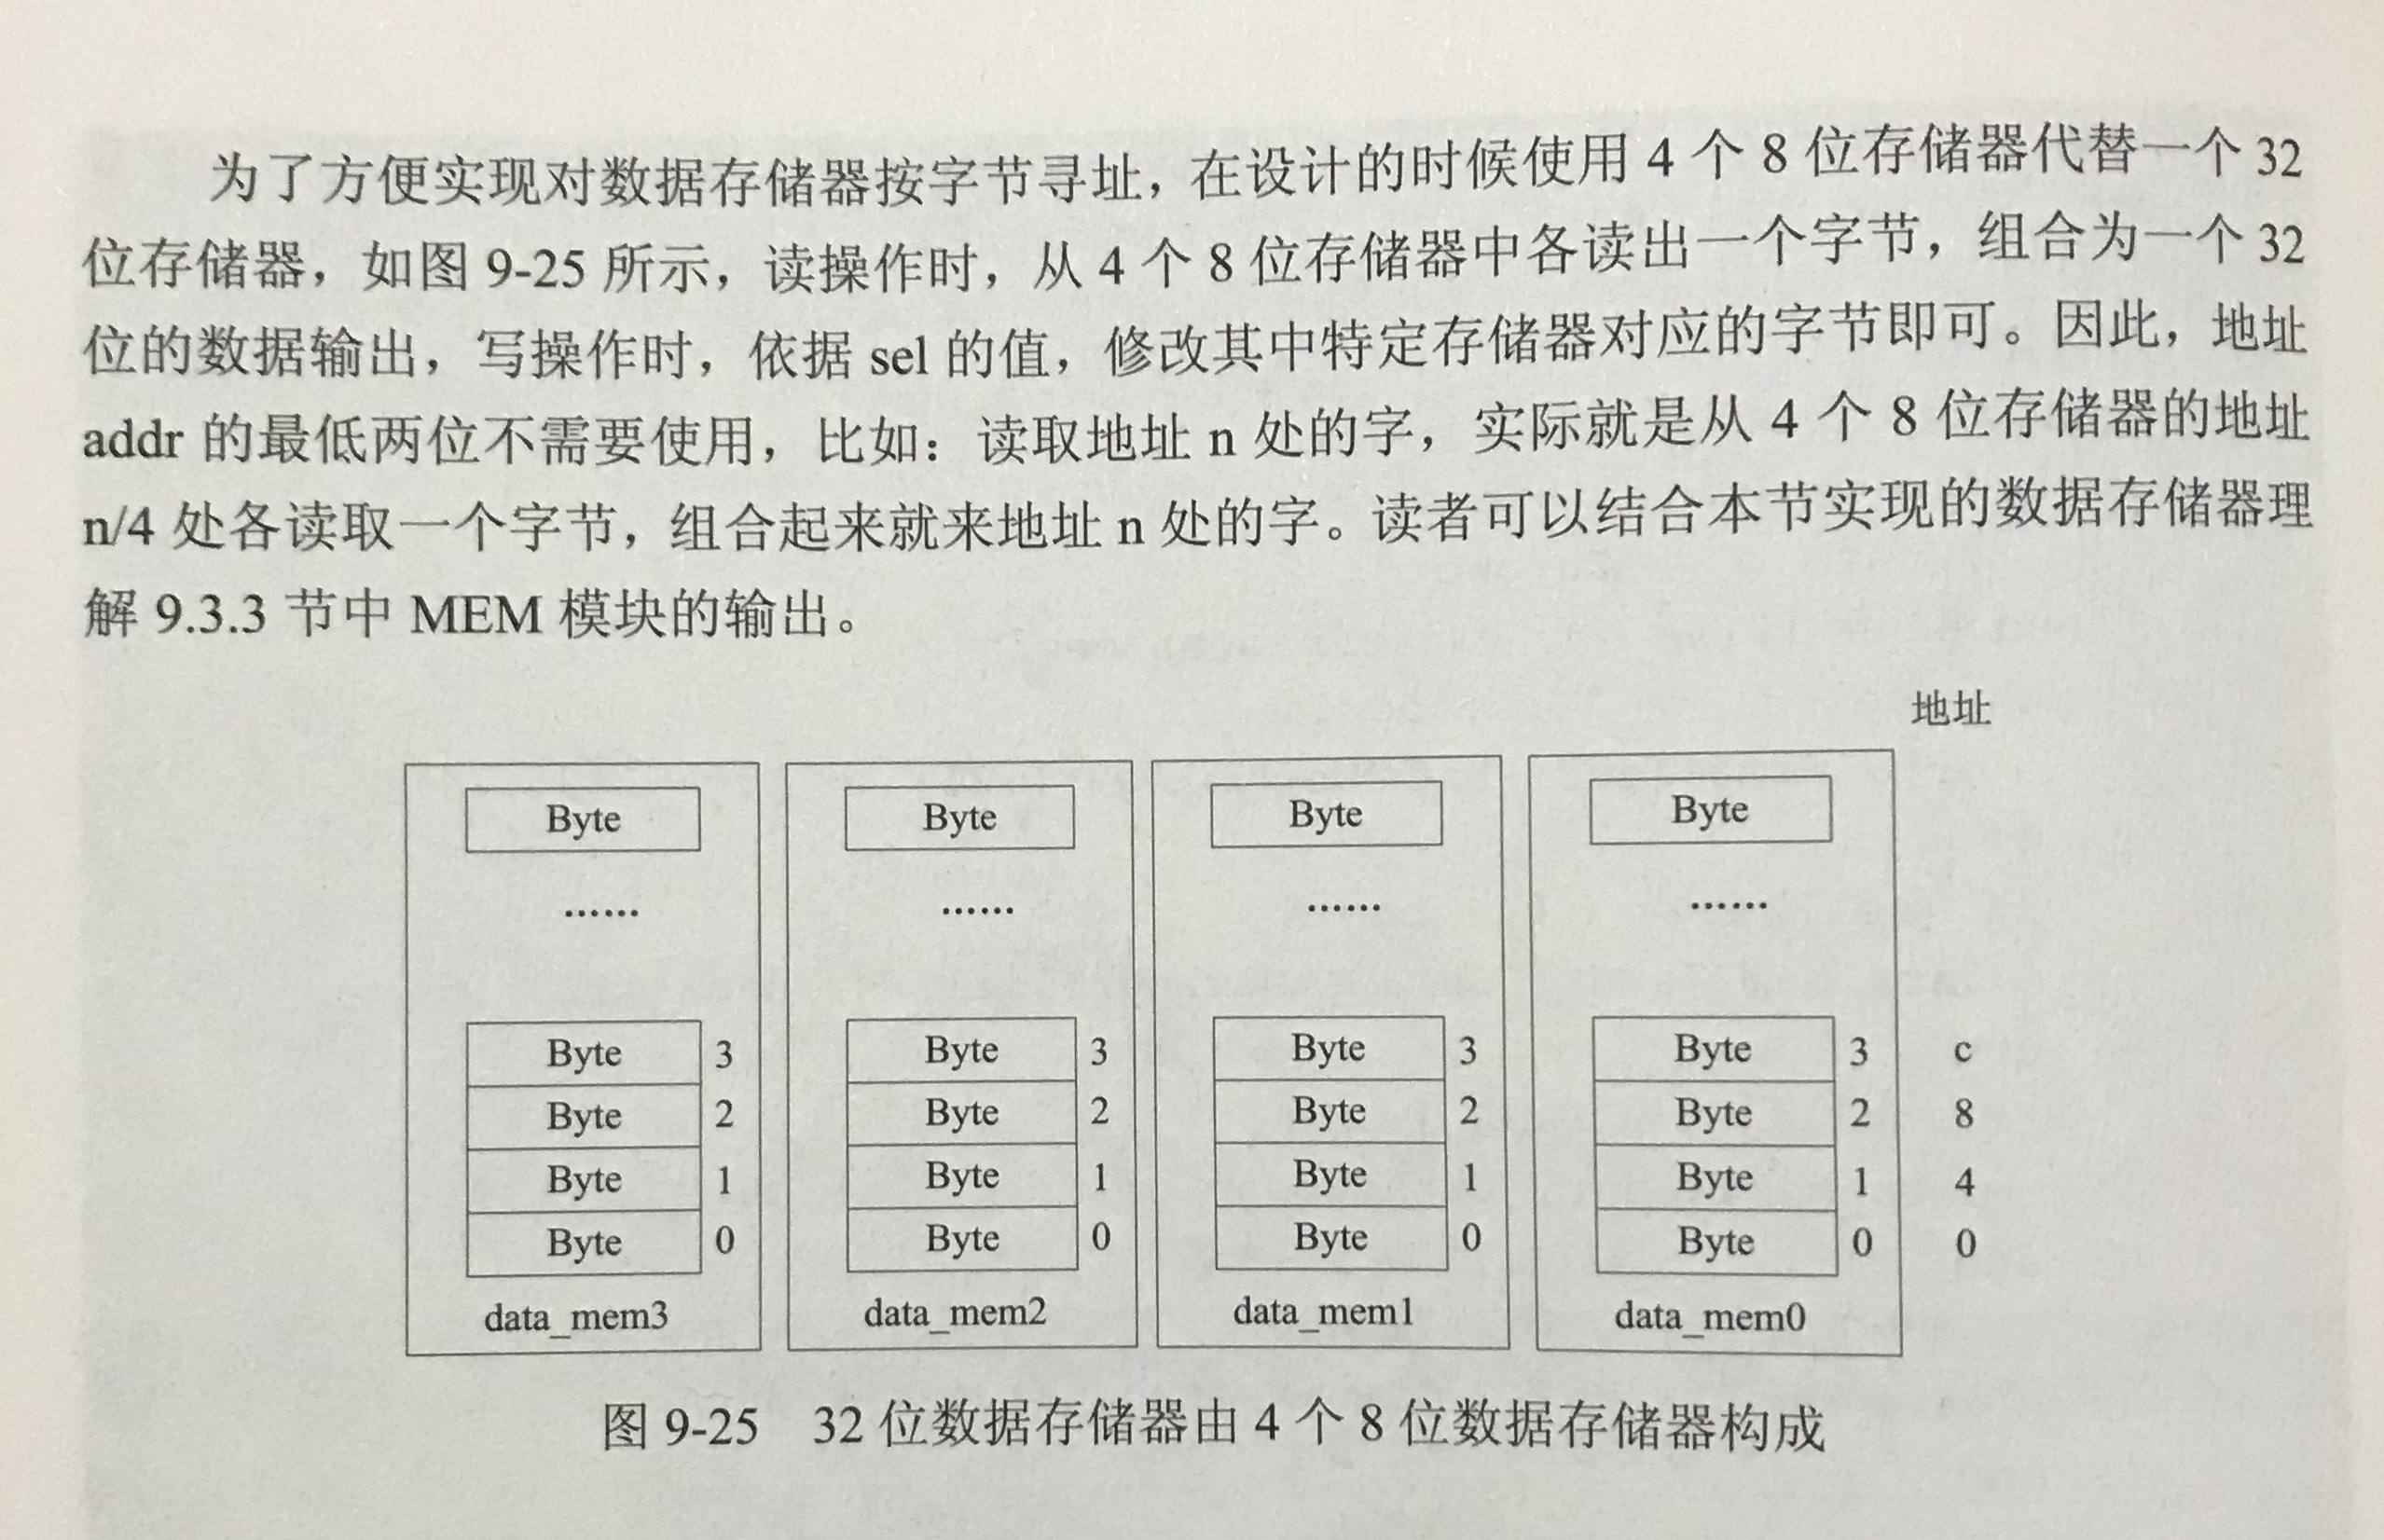 为了方便实现对数据存储器按字节寻址，在设计的时候使用 4 个 8 位存储器代替一个 32
位存储器，如图 9-25 所示，读操作时，从 4 个 8 位存储器中各读出一个字节，组合为一个 32
位的数据输出，写操作时，依据 sel 的值，修改其中特定存储器对应的字节即可。因此，地址
addr 的最低两位不需要使用，比如：读取地址 n 处的字，实际就是从 4 个 8 位存储器的地址
n/4 处各读取一个字节，组合起来就来地址 n 处的字。读者可以结合本节实现的数据存储器理
解 9.3.3 节中 MEM 模块的输出。
地址
Byte Byte Byte Byte
…… …… …… ……
Byte 3 Byte 3 Byte 3 Byte 3 c
Byte 2 Byte 2 Byte 2 Byte 2 8
Byte 1 Byte 1 Byte 1 Byte 1 4
Byte 0 Byte 0 Byte 0 Byte 0 0
data_mem3 data_mem2 data_mem1 data_mem0
图 9-25 32 位数据存储器由 4 个 8 位数据存储器构成